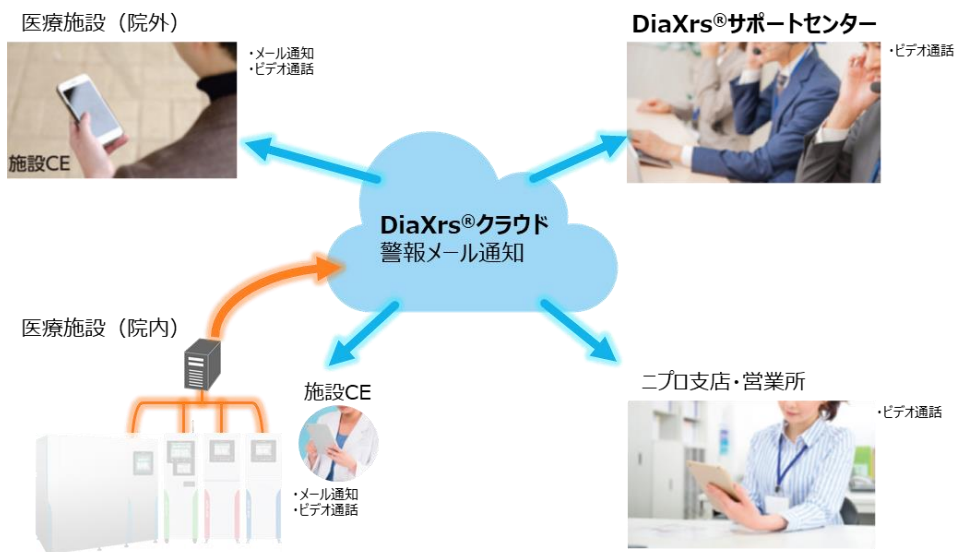 医療施設（院外）
・メール通知
・ビデオ通話
施設CE
DiaXrs®サポートセンター
・ビデオ通話
DiaXrs®クラウド
警報メール通知
医療施設（院内）
施設CE
・メール通知
・ビデオ通話
ニプロ支店・営業所
・ビデオ通話